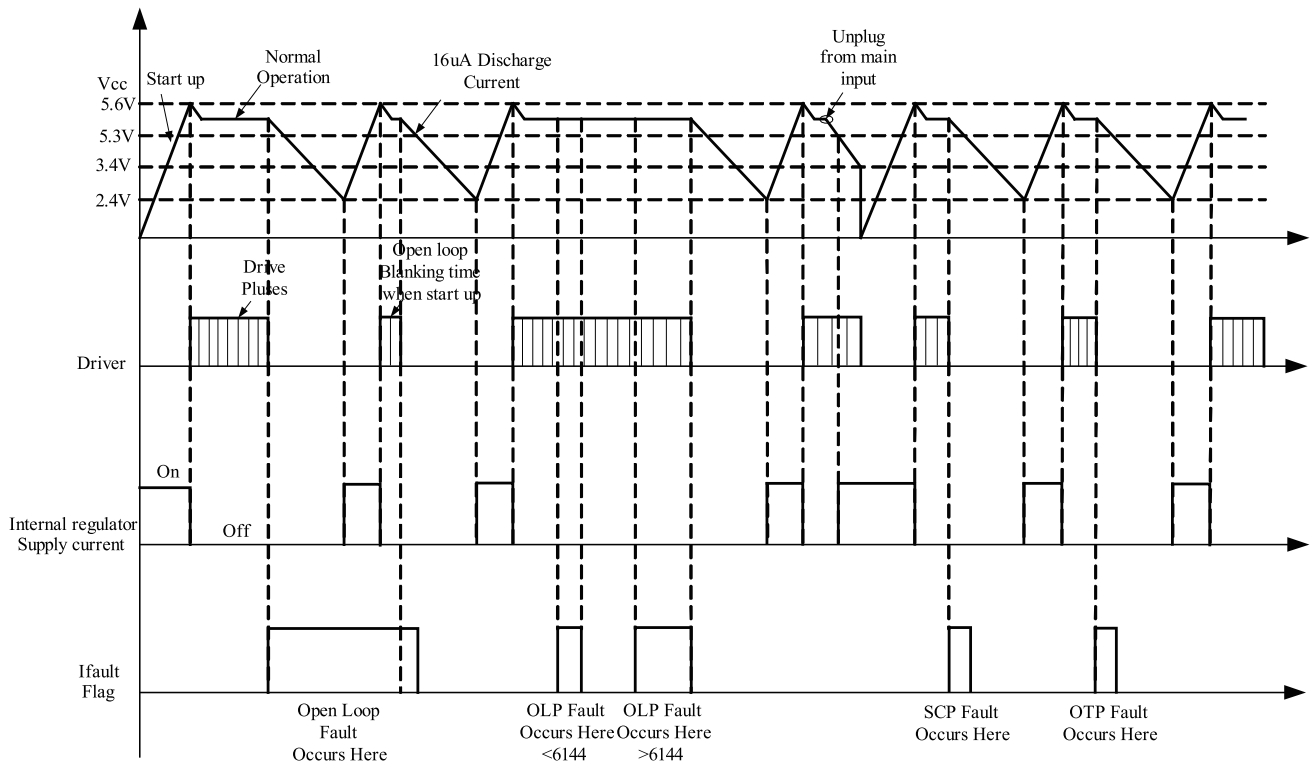 Unplug
from main
input
Normal
Operation
16uA Discharge
Current
Vcc
Start up
5.6V
5.3V
3.4V
2.4V
Open loop
Blanking time
when start up
Drive
Pluses
Driver
On
Off
Internal regulator
Supply current
Ifault
Flag
Open Loop
Fault
Occurs Here
OLP Fault
Occurs Here
<6144
OLP Fault
Occurs Here
>6144
SCP Fault
Occurs Here
OTP Fault
Occurs Here